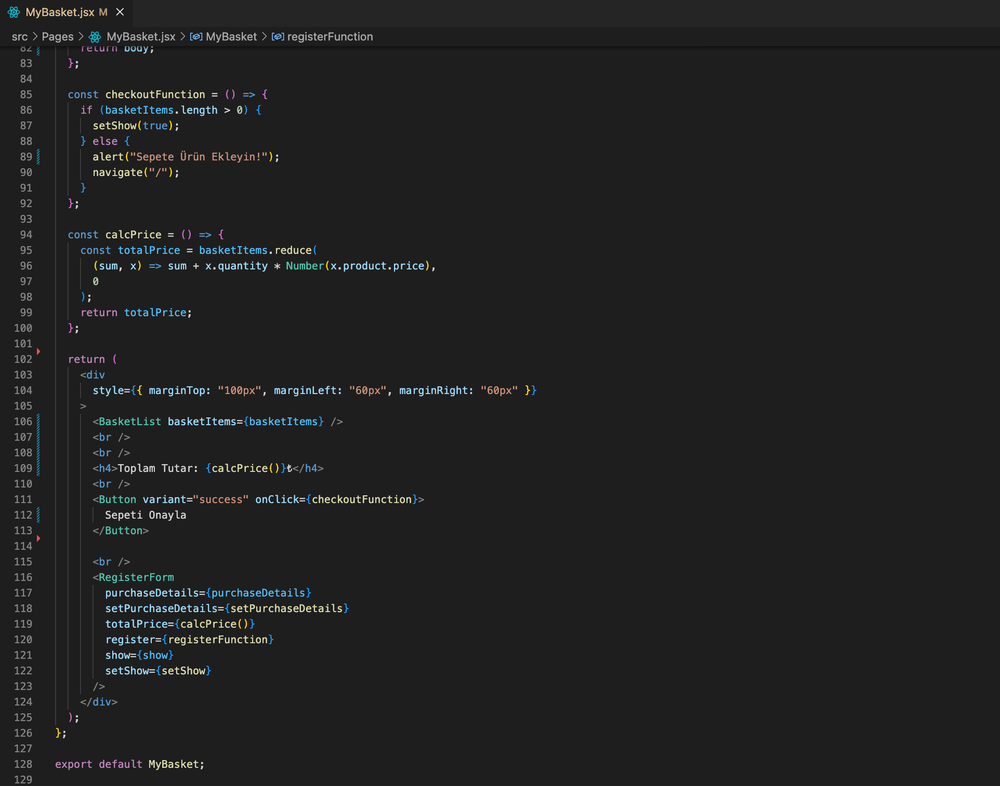 MyBasket.jsx M
src > Pages > MyBasket.jsx > MyBasket > registerFunction
82 return body;
83 };
84
85 const checkoutFunction = () => {
86 if (basketItems.length > 0) {
87 setShow(true);
88 } else {
89 alert("Sepete Ürün Ekleyin!");
90 navigate("/");
91 }
92 };
93
94 const calcPrice = () => {
95 const totalPrice = basketItems.reduce(
96 (sum, x) => sum + x.quantity * Number(x.product.price),
97 0
98 );
99 return totalPrice;
100 };
101
102 return (
103 <div
104 style={{ marginTop: "100px", marginLeft: "60px", marginRight: "60px" }}
105 >
106 <BasketList basketItems={basketItems} />
107 <br />
108 <br />
109 <h4>Toplam Tutar: {calcPrice()}₺</h4>
110 <br />
111 <Button variant="success" onClick={checkoutFunction}>
112 Sepeti Onayla
113 </Button>
114
115 <br />
116 <RegisterForm
117 purchaseDetails={purchaseDetails}
118 setPurchaseDetails={setPurchaseDetails}
119 totalPrice={calcPrice()}
120 register={registerFunction}
121 show={show}
122 setShow={setShow}
123 />
124 </div>
125 );
126 };
127
128 export default MyBasket;
129